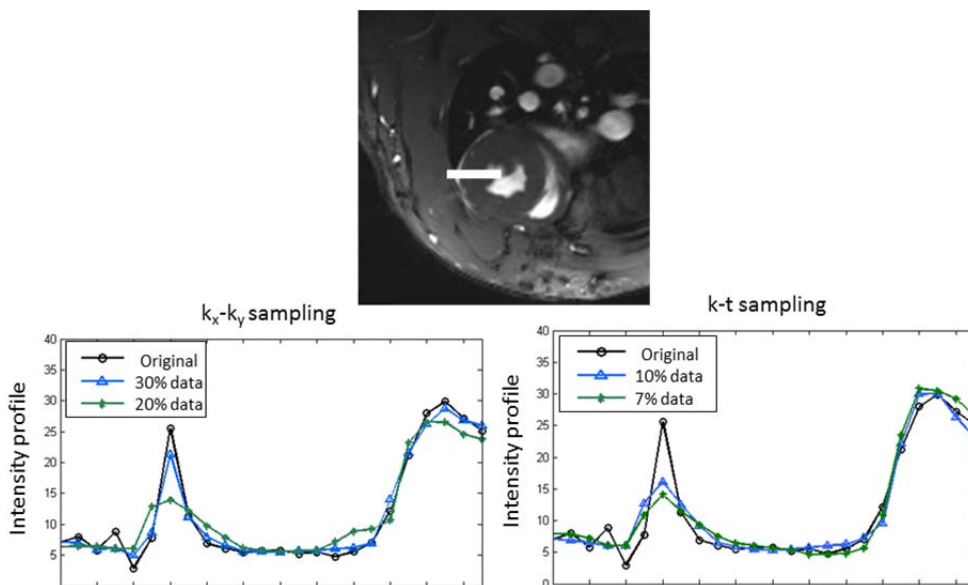 kx-ky sampling
k-t sampling
Intensity profile
40
35
30
25
20
15
10
5
Original
30% data
20% data
Intensity profile
40
35
30
25
20
15
10
5
0
Original
10% data
7% data